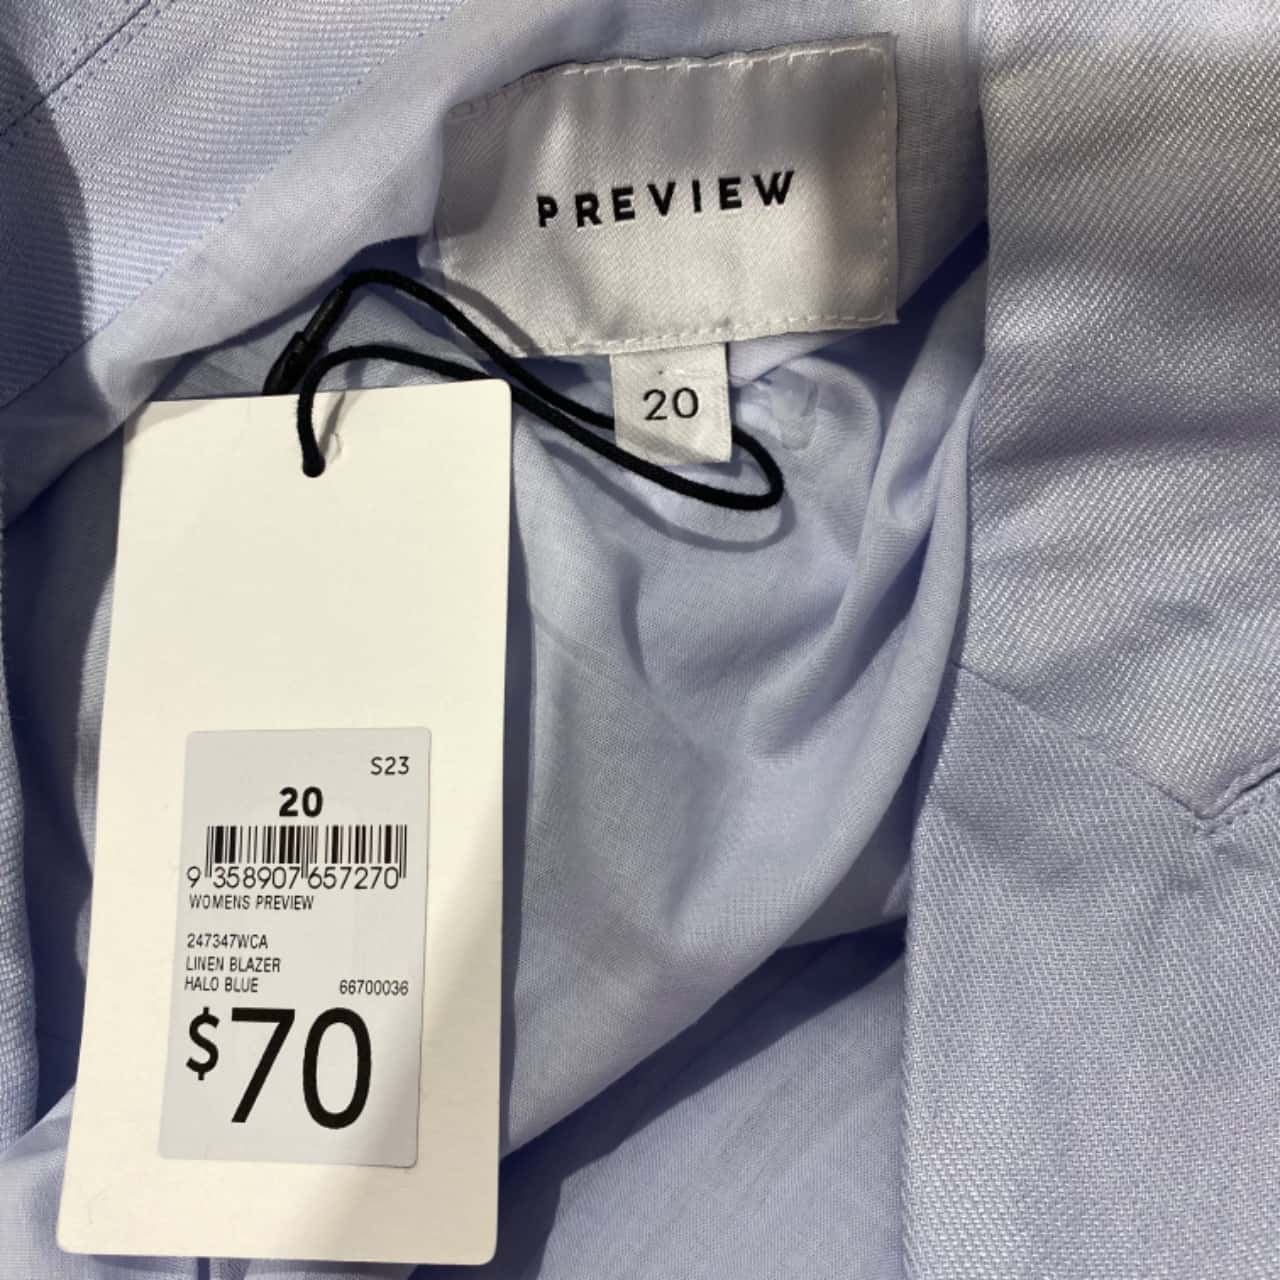 PREVIEW
20
S23
20
9 358907 657270
WOMENS PREVIEW
247347WCA
LINEN BLAZER
HALO BLUE 66700036
$70